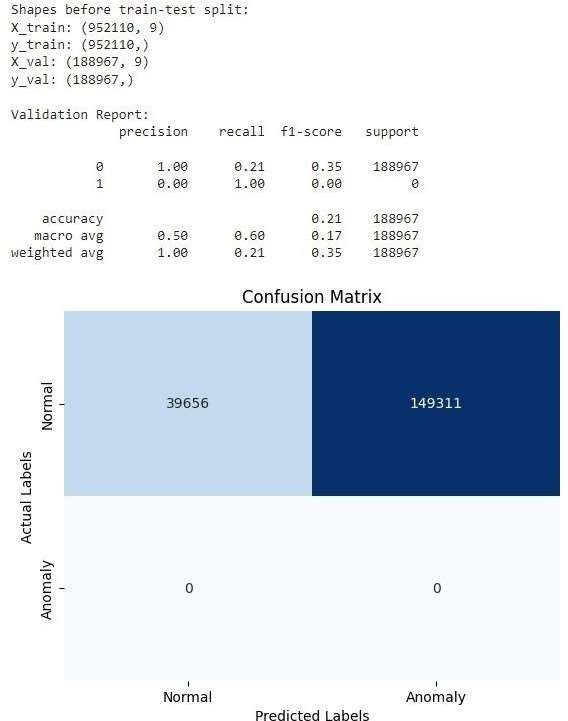 Shapes before train-test split:
X_train: (952110, 9)
y_train: (952110,)
X_val: (188967, 9)
y_val: (188967,)
Validation Report:
precision recall f1-score support
0 1.00 0.21 0.35 188967
1 0.00 1.00 0.00 0
accuracy 0.21 188967
macro avg 0.50 0.60 0.17 188967
weighted avg 1.00 0.21 0.35 188967
Confusion Matrix
Actual Labels
Normal
39656 149311
Anomaly
0 0
Normal Anomaly
Predicted Labels